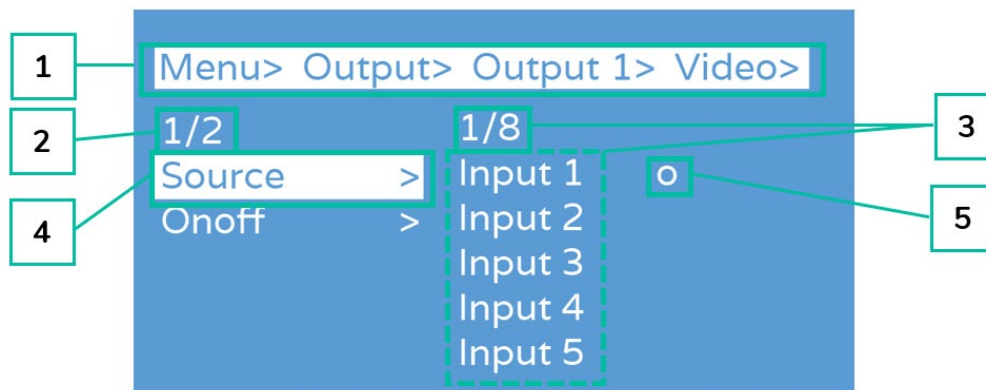 1
Menu> Output> Output 1> Video>
2
1/2
1/8
3
Source >
Input 1
o
Onoff >
Input 2
4
5
Input 3
Input 4
Input 5